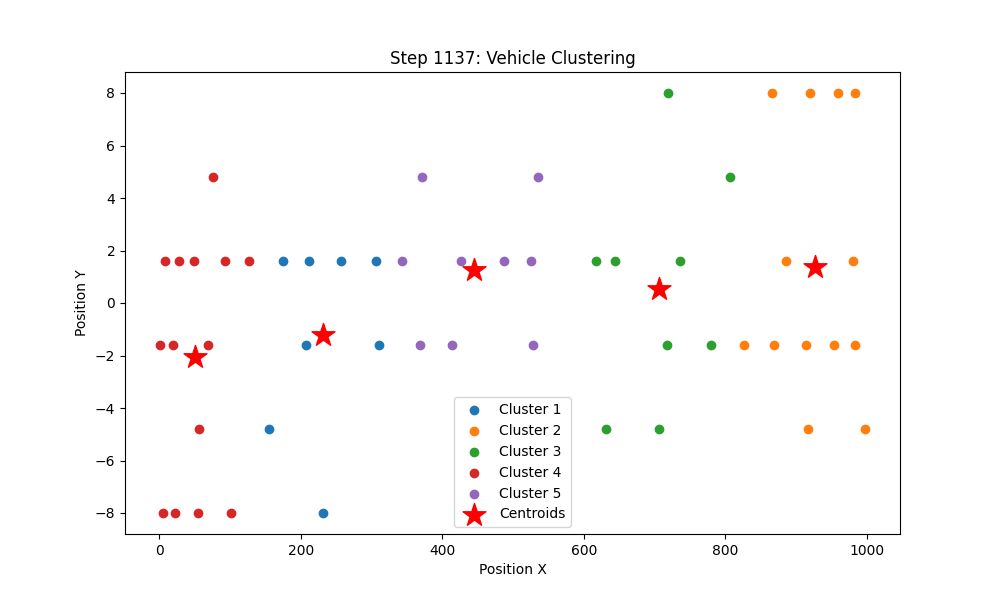 Step 1137: Vehicle Clustering
8
6
4
2
0
−2
−4
−6
−8
Position Y
Cluster 1
Cluster 2
Cluster 3
Cluster 4
Cluster 5
Centroids
0 200 400 600 800 1000
Position X